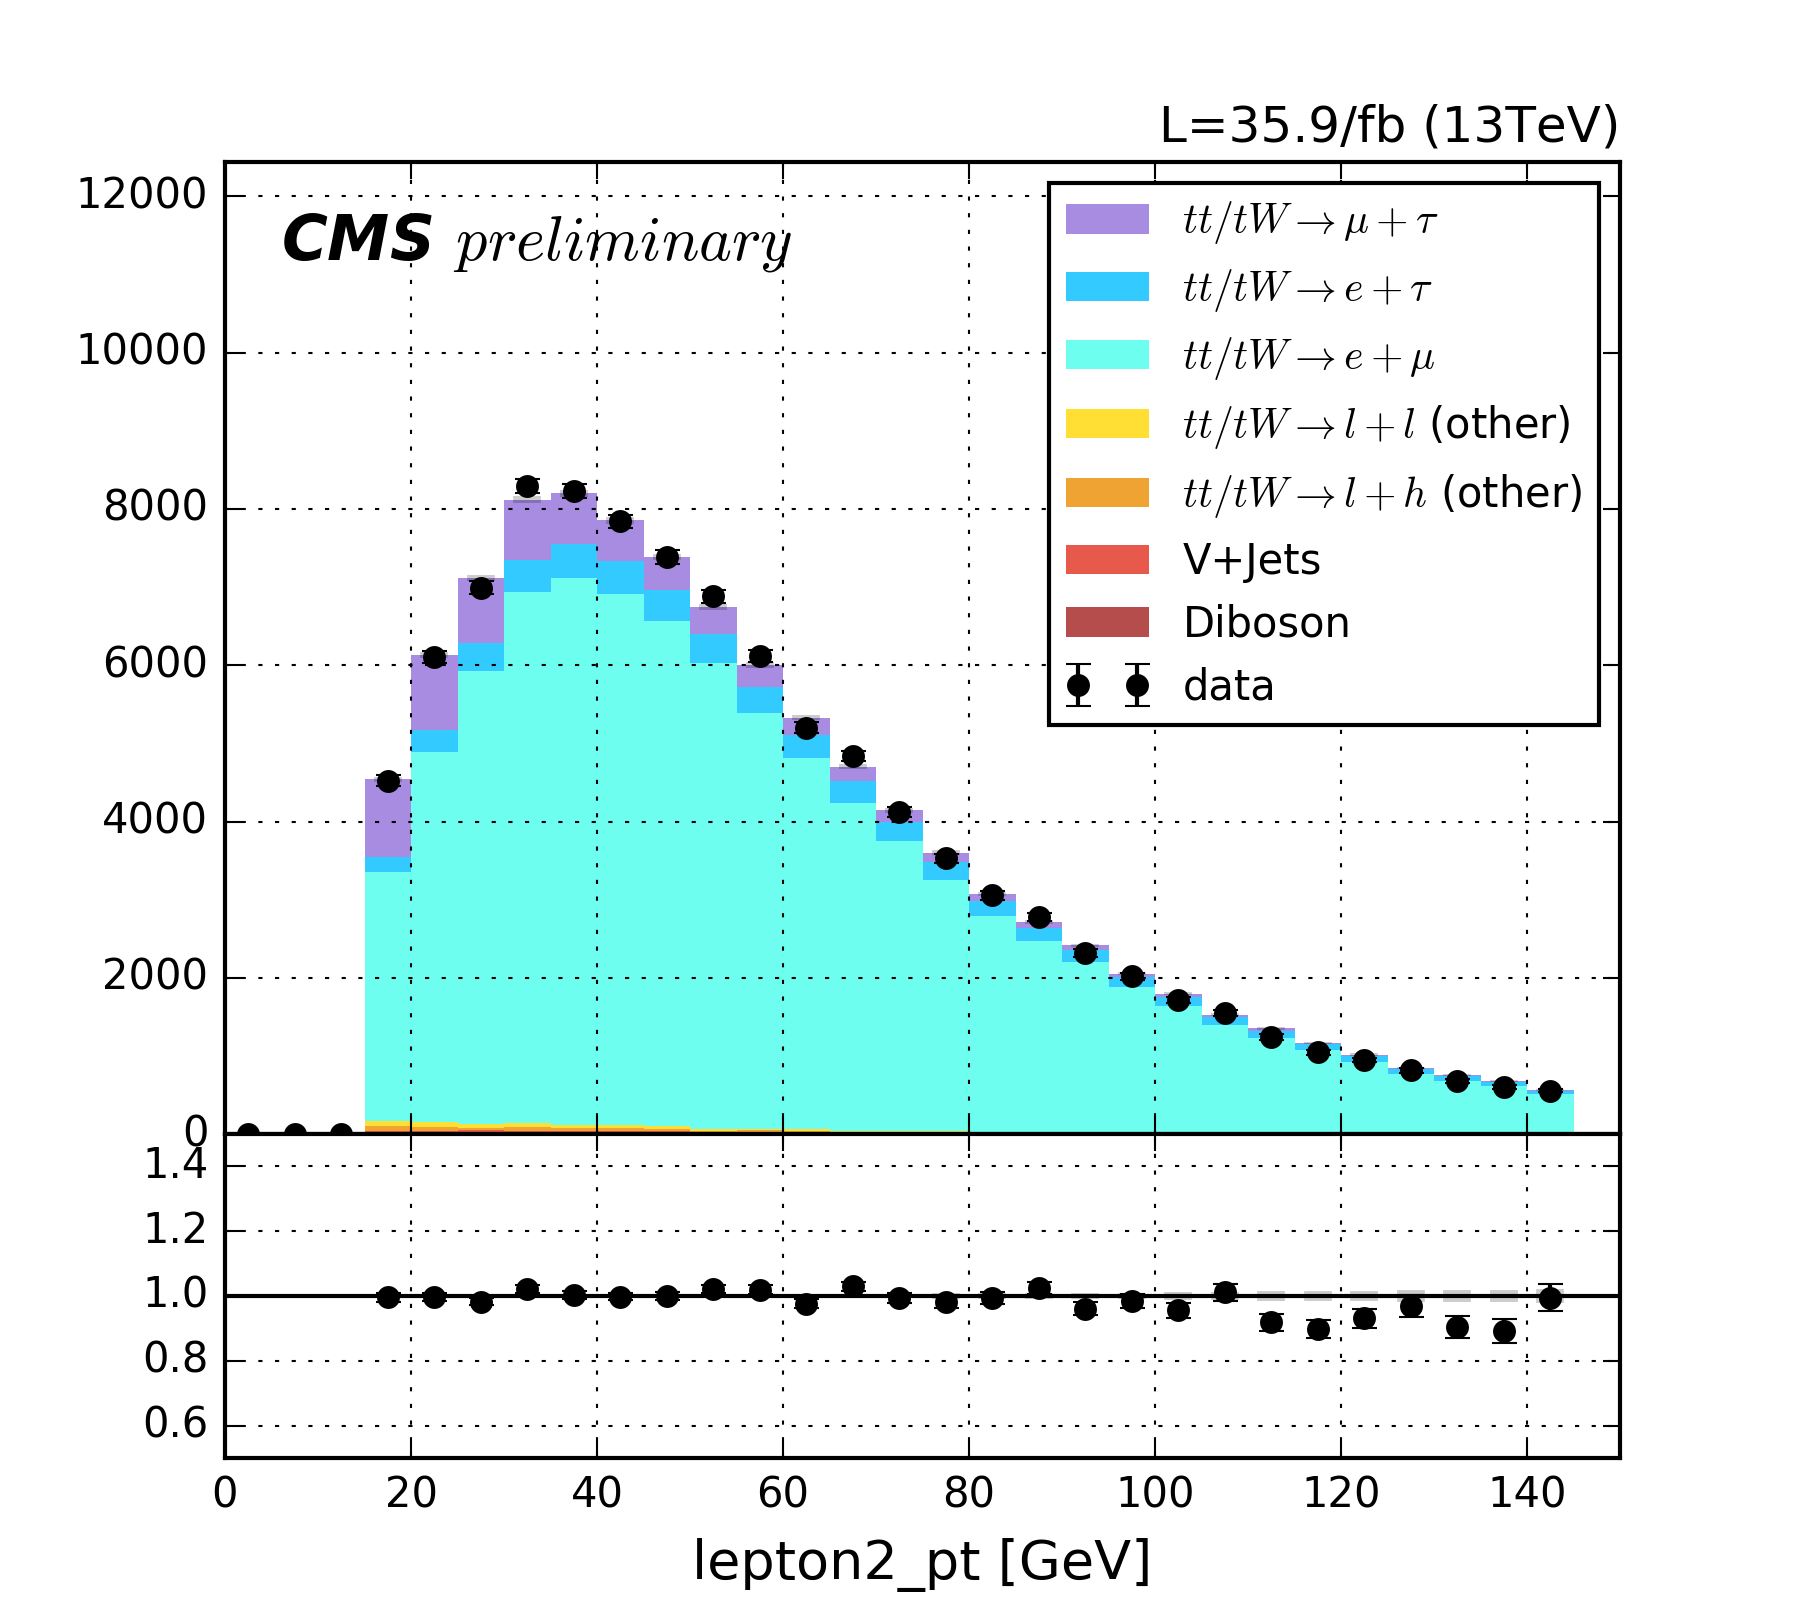 L=35.9/fb (13TeV)
CMS preliminary
12000
10000
8000
6000
4000
2000
0
tt/tW → μ + τ
tt/tW → e + τ
tt/tW → e + μ
tt/tW → l + l (other)
tt/tW → l + h (other)
V+Jets
Diboson
data
1.4
1.2
1.0
0.8
0.6
0 20 40 60 80 100 120 140
lepton2_pt [GeV]